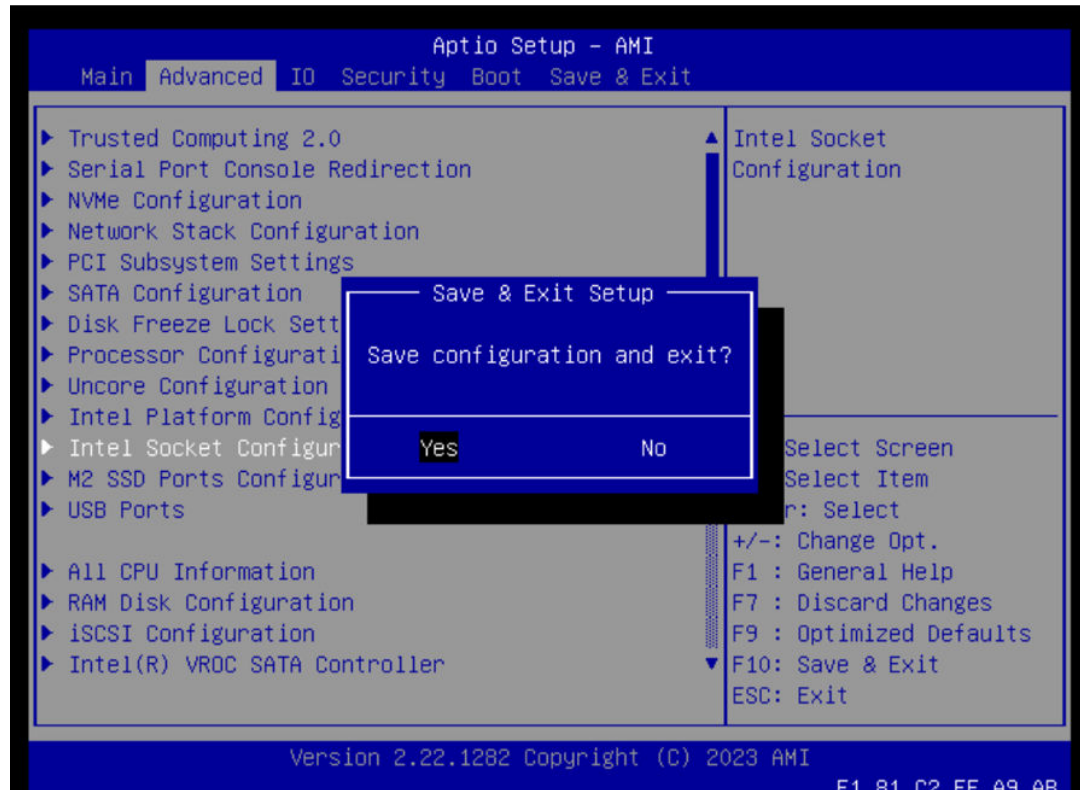 Aptio Setup – AMI
Main Advanced IO Security Boot Save & Exit
Trusted Computing 2.0
Serial Port Console Redirection
NVMe Configuration
Network Stack Configuration
PCI Subsystem Settings
SATA Configuration
Disk Freeze Lock Sett
Processor Configurati
Uncore Configuration
Intel Platform Config
Intel Socket Configur
M2 SSD Ports Configur
USB Ports
All CPU Information
RAM Disk Configuration
iSCSI Configuration
Intel(R) VROC SATA Controller
Intel Socket
Configuration
Save & Exit Setup
Save configuration and exit?
Yes No
Select Screen
Select Item
r: Select
+/-: Change Opt.
F1 : General Help
F7 : Discard Changes
F9 : Optimized Defaults
F10: Save & Exit
ESC: Exit
Version 2.22.1282 Copyright (C) 2023 AMI